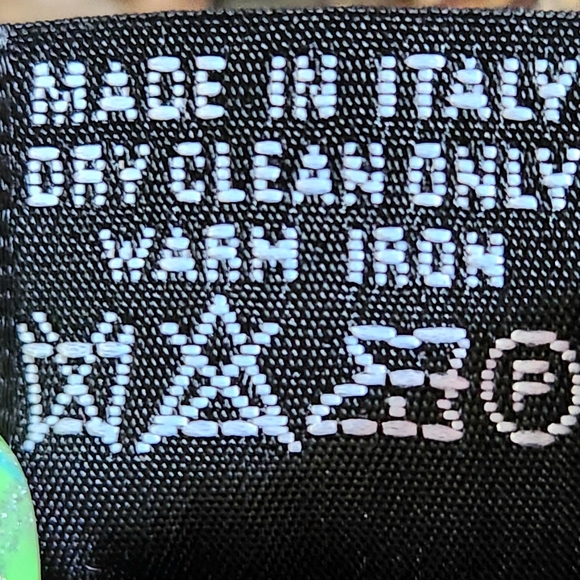 MADE IN ITALY
DRY CLEAN ONLY
WARM IRON
F